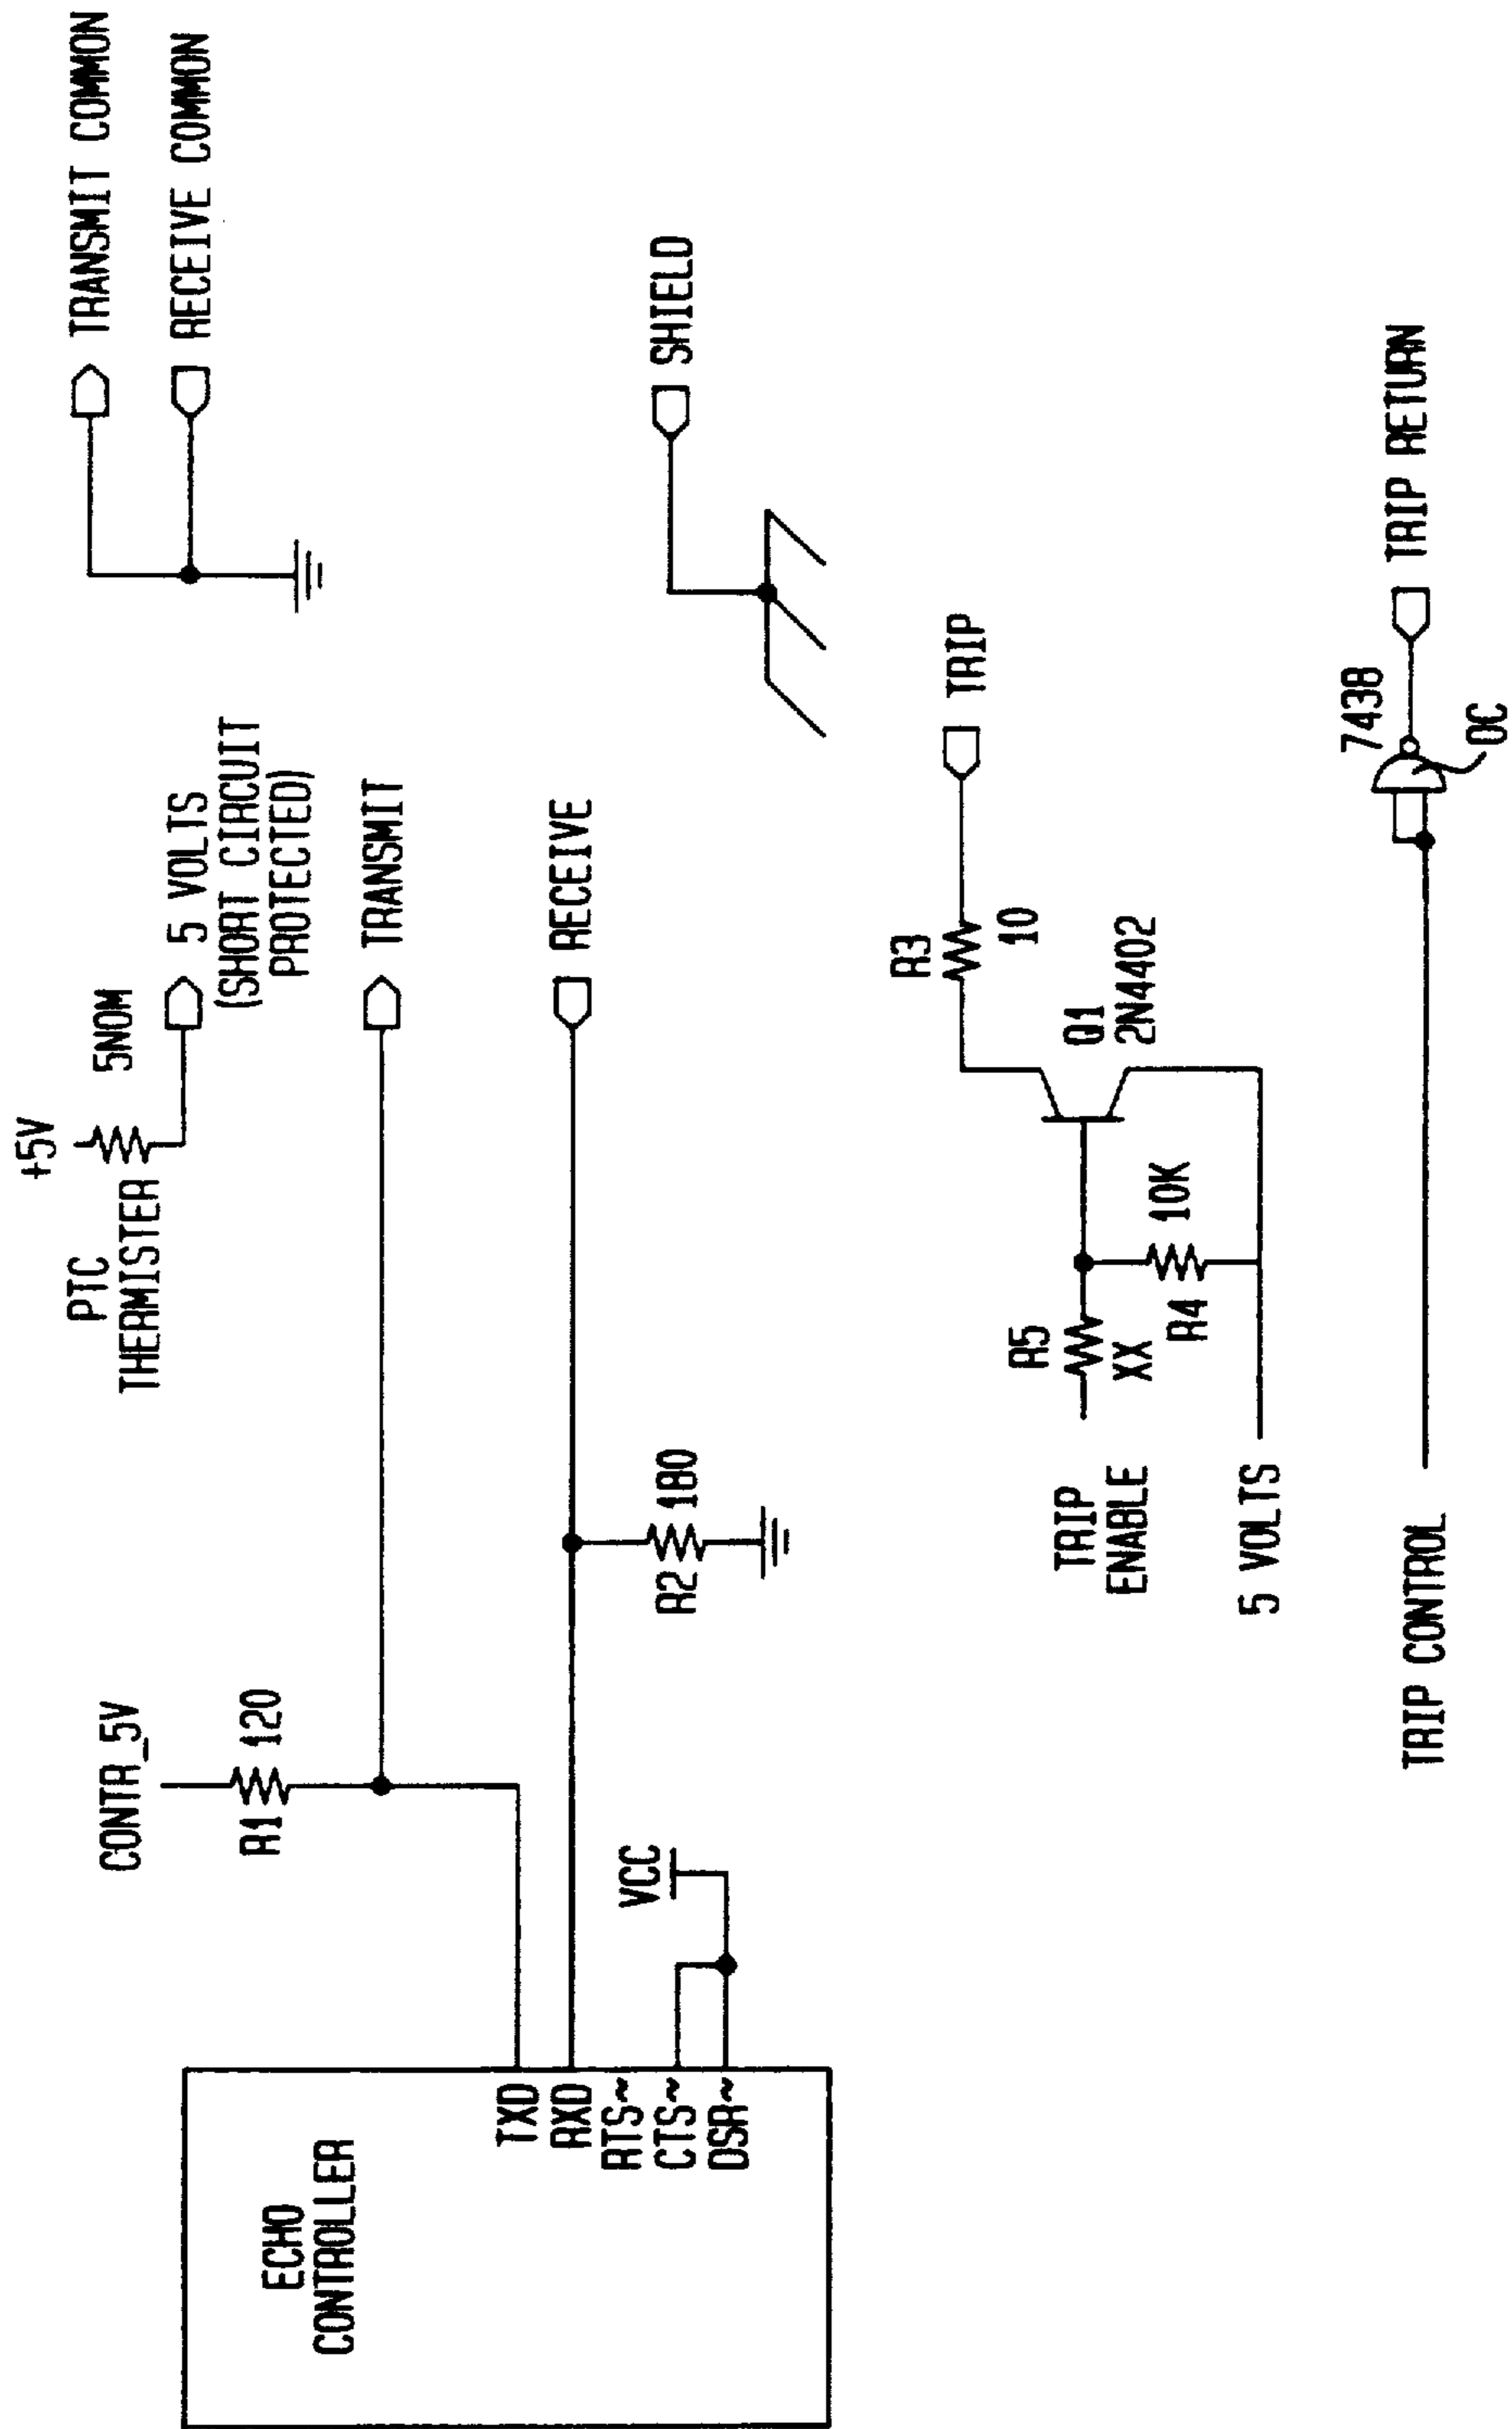 +5V
PTC
THERMISTER
5NOM
5 VOLTS
(SHORT CIRCUIT
PROTECTED)
TRANSMIT COMMON
RECEIVE COMMON
CONTR_5V
R1
120
TRANSMIT
RECEIVE
R2
180
SHIELD
VCC
ECHO
CONTROLLER
TXD
RXD
RTS~
CTS~
DSR~
TRIP
R3
10
Q1
2N4402
R5
XX
R4
10K
TRIP
ENABLE
5 VOLTS
TRIP CONTROL
7438
OC
TRIP RETURN